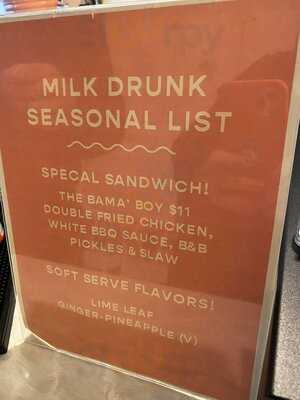 MILK DRUNK
SEASONAL LIST
SPECAL SANDWICH!
THE BAMA' BOY $11
DOUBLE FRIED CHICKEN,
WHITE BBQ SAUCE, B&B
PICKLES & SLAW
SOFT SERVE FLAVORS!
LIME LEAF
GINGER-PINEAPPLE (V)